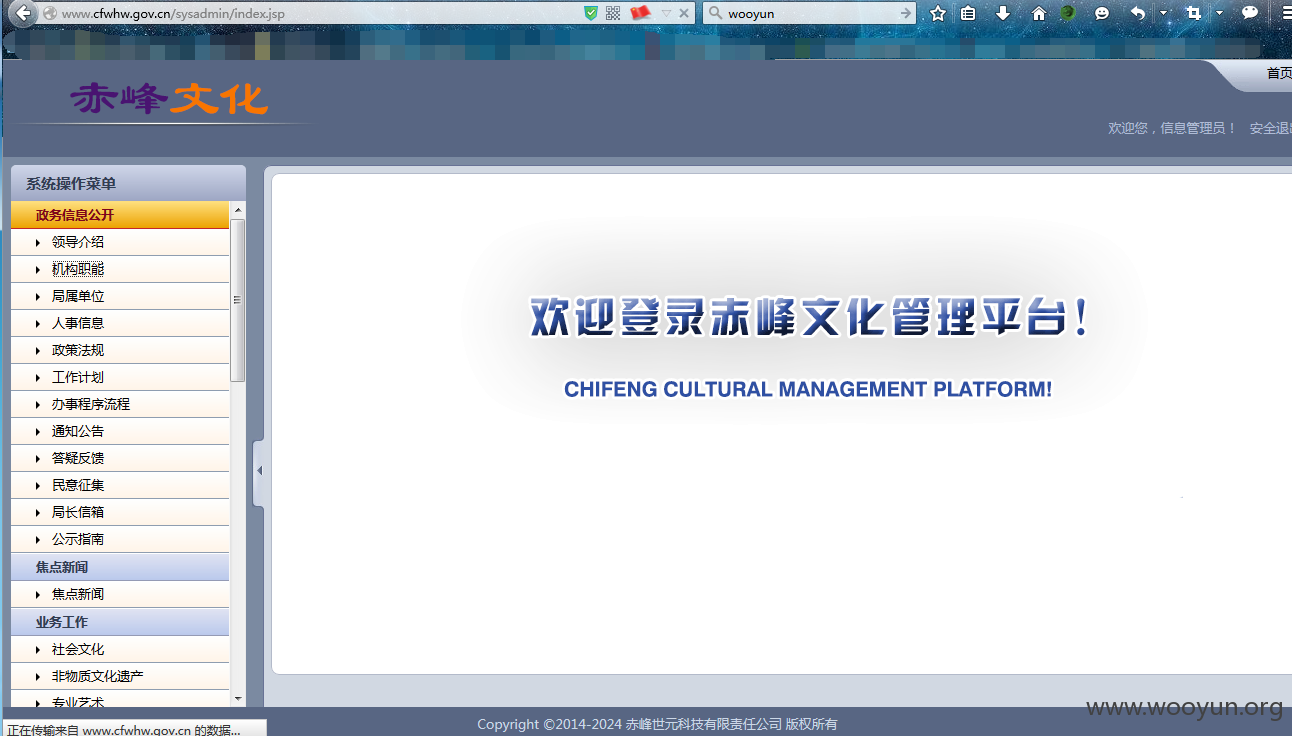 www.cfwhw.gov.cn/sysadmin/index.jsp
wooyun
赤峰文化
首页
欢迎您，信息管理员！ 安全退
系统操作菜单
政务信息公开
领导介绍
机构职能
局属单位
人事信息
政策法规
工作计划
办事程序流程
通知公告
答疑反馈
民意征集
局长信箱
公示指南
焦点新闻
焦点新闻
业务工作
社会文化
非物质文化遗产
专业艺术
欢迎登录赤峰文化管理平台！
CHIFENG CULTURAL MANAGEMENT PLATFORM!
www.wooyun.org
Copyright ©2014-2024 赤峰世元科技有限责任公司 版权所有
正在传输来自 www.cfwhw.gov.cn 的数据...